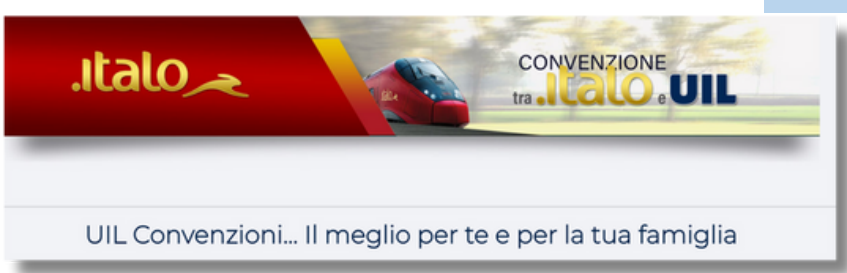 .italo
CONVENZIONE
tra .italo e UIL
UIL Convenzioni... Il meglio per te e per la tua famiglia